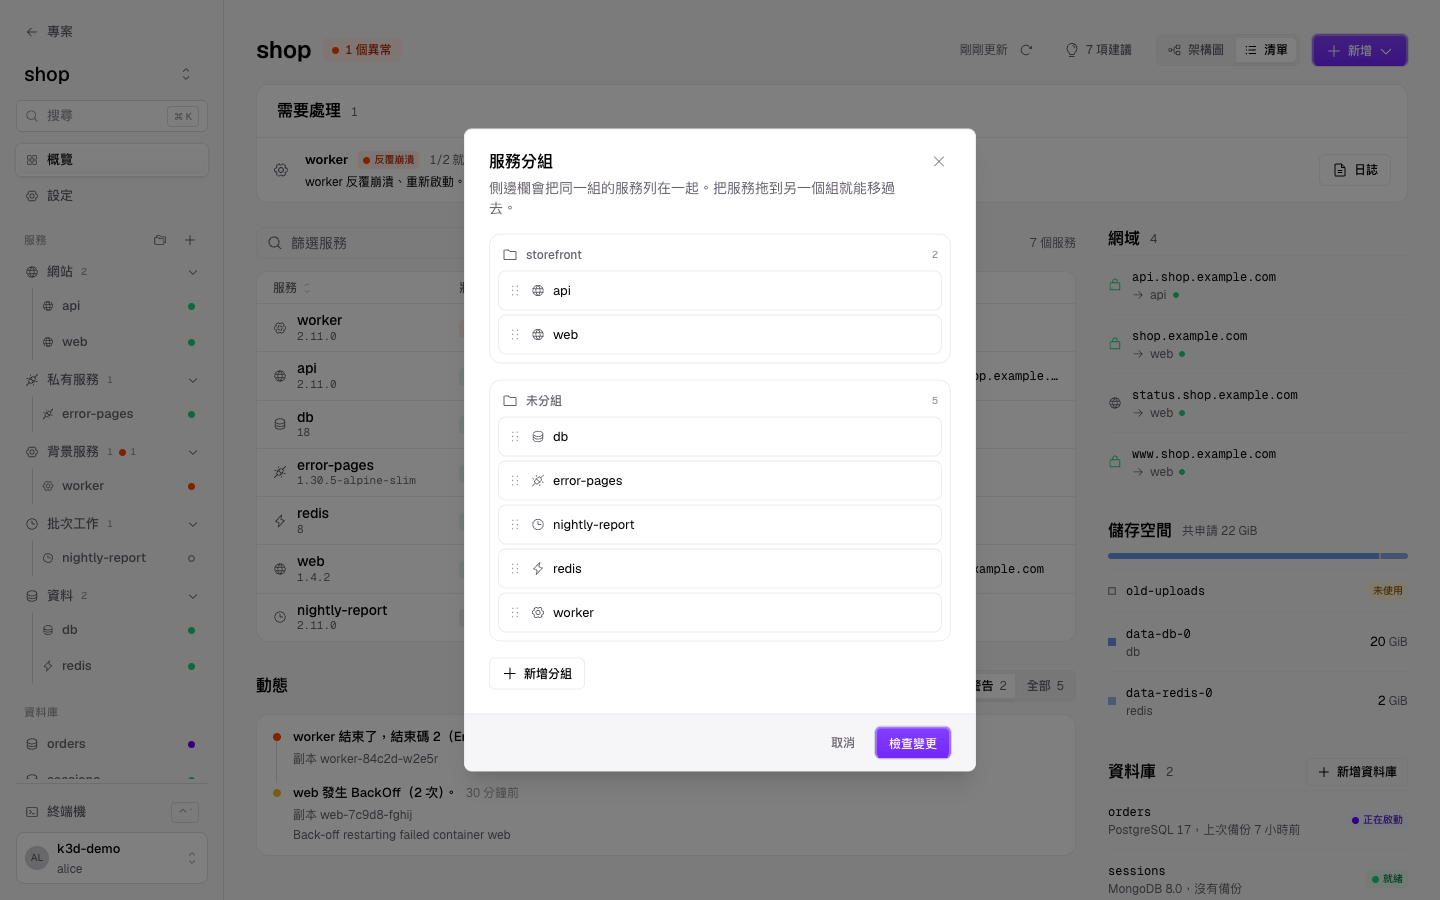 專案
shop
搜尋
⌘ K
概覽
設定
服務
網站 2
api
web
私有服務 1
error-pages
背景服務 1 1
worker
批次工作 1
nightly-report
資料 2
db
redis
資料庫
orders
終端機
AL
k3d-demo
alice
shop
1 個異常
剛剛更新
7 項建議
架構圖
清單
新增
需要處理 1
worker 反覆崩潰 1/2 就
worker 反覆崩潰、重新啟動。
日誌
篩選服務
7 個服務
服務
worker
2.11.0
api
2.11.0
op.example.…
db
18
error-pages
1.30.5-alpine-slim
redis
8
web
1.4.2
xample.com
nightly-report
2.11.0
動態
警告 2
全部 5
worker 結束了，結束碼 2（Er
副本 worker-84c2d-w2e5r
web 發生 BackOff（2 次）。 30 分鐘前
副本 web-7c9d8-fghij
Back-off restarting failed container web
網域 4
api.shop.example.com
→ api
shop.example.com
→ web
status.shop.example.com
→ web
www.shop.example.com
→ web
儲存空間 共申請 22 GiB
old-uploads
未使用
data-db-0
db
20 GiB
data-redis-0
redis
2 GiB
資料庫 2
新增資料庫
orders
PostgreSQL 17，上次備份 7 小時前
正在啟動
sessions
MongoDB 8.0，沒有備份
就緒
服務分組
側邊欄會把同一組的服務列在一起。把服務拖到另一個組就能移過
去。
storefront 2
api
web
未分組 5
db
error-pages
nightly-report
redis
worker
新增分組
取消
檢查變更